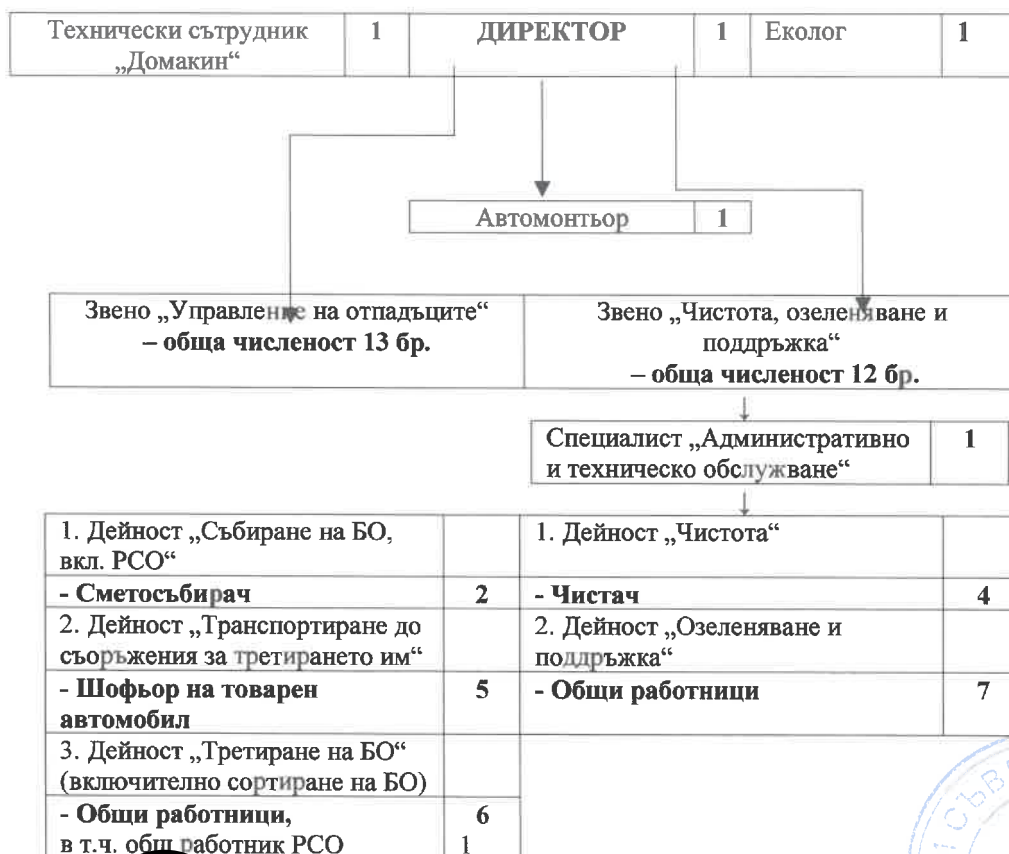 Технически сътрудник „Домакин“ 1 ДИРЕКТОР 1 Еколог 1
Автомонтьор 1
Звено „Управление на отпадъците“
– обща численост 13 бр.
Звено „Чистота, озеленяване и
поддръжка“
– обща численост 12 бр.
↓
Специалист „Административно 1
и техническо обслужване“
↓
1. Дейност „Събиране на БО,
вкл. РСО“
- Сметосъбирач 2
2. Дейност „Транспортиране до
съоръжения за третирането им“
- Шофьор на товарен 5
автомобил
3. Дейност „Третиране на БО“
(включително сортиране на БО)
- Общи работници, 6
в т.ч. общ работник РСО 1
1. Дейност „Чистота“
- Чистач 4
2. Дейност „Озеленяване и
поддръжка“
- Общи работници 7